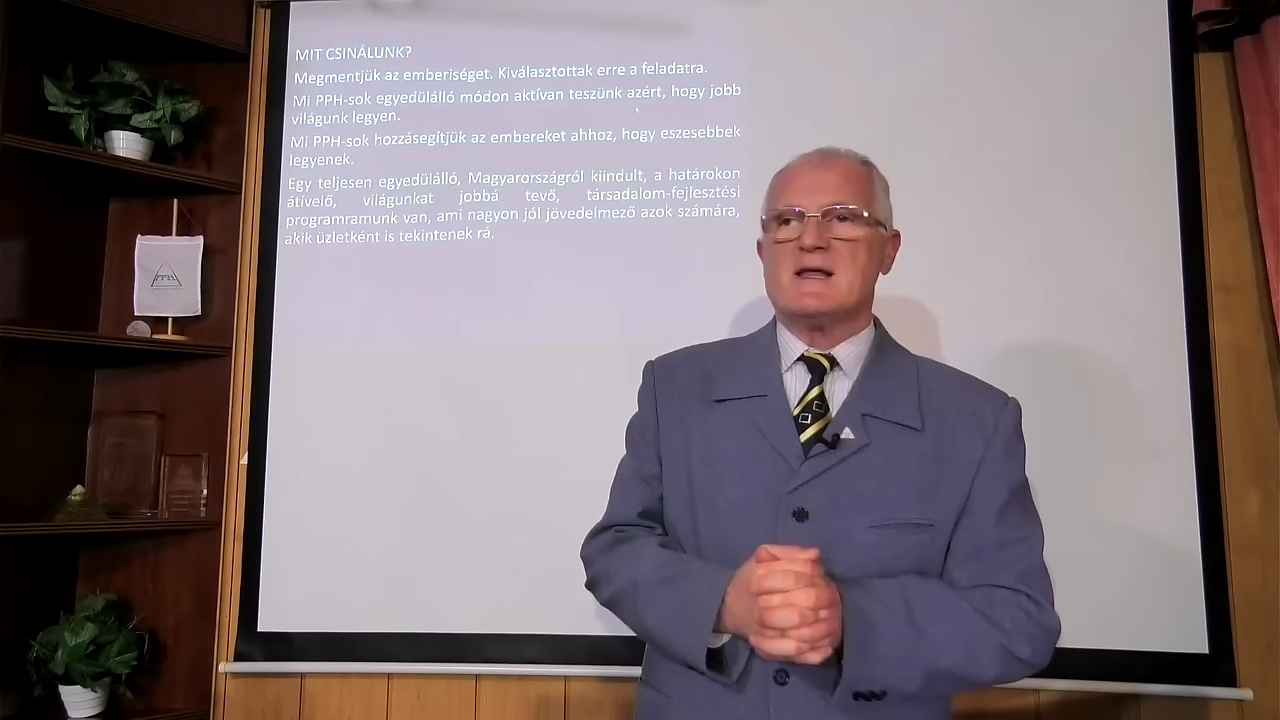 MIT CSINÁLUNK?
Megmentjük az emberiséget. Kiválasztottak erre a feladatra.
Mi PPH-sok egyedülálló módon aktívan teszünk azért, hogy jobb
világunk legyen.
Mi PPH-sok hozzásegítjük az embereket ahhoz, hogy eszesebbek
legyenek.
Egy teljesen egyedülálló, Magyarországról kiindult, a határokon
átívelő, világunkat jobbá tevő, társadalom-fejlesztési
programramunk van, ami nagyon jól jövedelmező azok számára,
akik üzletként is tekintenek rá.
PPH